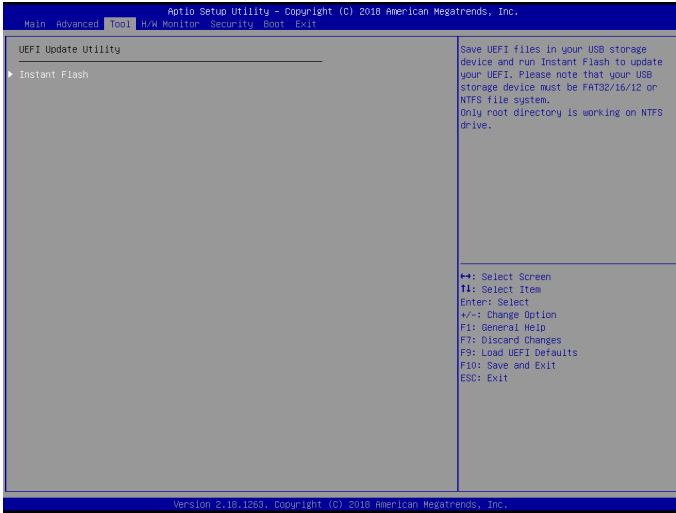 Aptio Setup Utility – Copyright (C) 2018 American Megatrends, Inc.
Main Advanced Tool H/W Monitor Security Boot Exit
UEFI Update Utility
Instant Flash
Save UEFI files in your USB storage
device and run Instant Flash to update
your UEFI. Please note that your USB
storage device must be FAT32/16/12 or
NTFS file system.
Only root directory is working on NTFS
drive.
↔: Select Screen
↑↓: Select Item
Enter: Select
+/-: Change Option
F1: General Help
F7: Discard Changes
F9: Load UEFI Defaults
F10: Save and Exit
ESC: Exit
Version 2.18.1263. Copyright (C) 2018 American Megatrends, Inc.